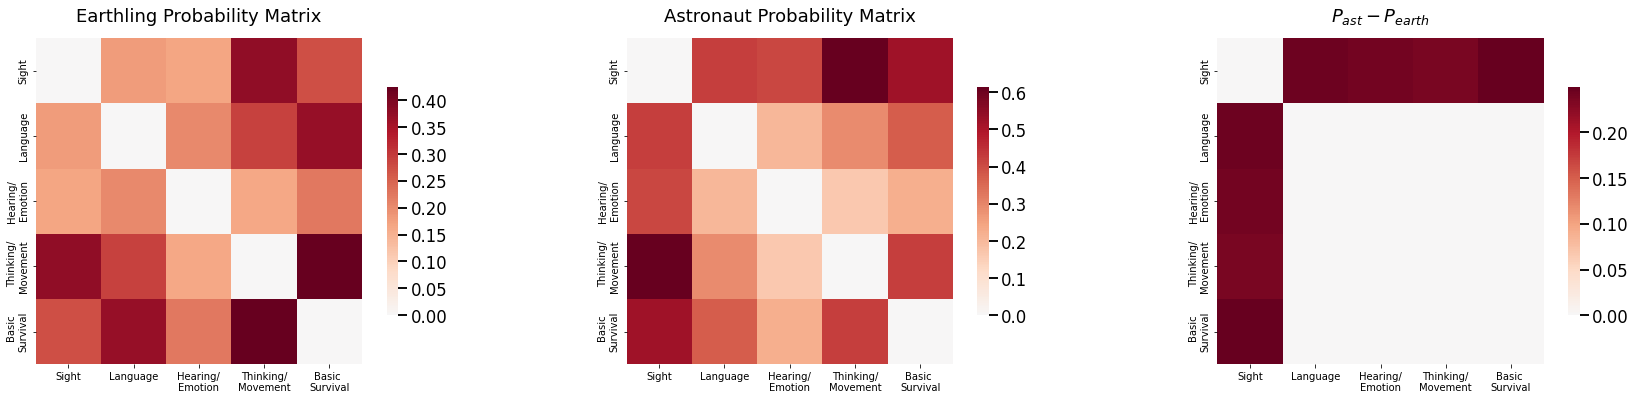 Earthling Probability Matrix
Sight
Language
Hearing/
Emotion
Thinking/
Movement
Basic
Survival
Sight
Language
Hearing/
Emotion
Thinking/
Movement
Basic
Survival
0.40
0.35
0.30
0.25
0.20
0.15
0.10
0.05
0.00
Astronaut Probability Matrix
Sight
Language
Hearing/
Emotion
Thinking/
Movement
Basic
Survival
Sight
Language
Hearing/
Emotion
Thinking/
Movement
Basic
Survival
0.6
0.5
0.4
0.3
0.2
0.1
0.0
P_ast − P_earth
Sight
Language
Hearing/
Emotion
Thinking/
Movement
Basic
Survival
Sight
Language
Hearing/
Emotion
Thinking/
Movement
Basic
Survival
0.20
0.15
0.10
0.05
0.00